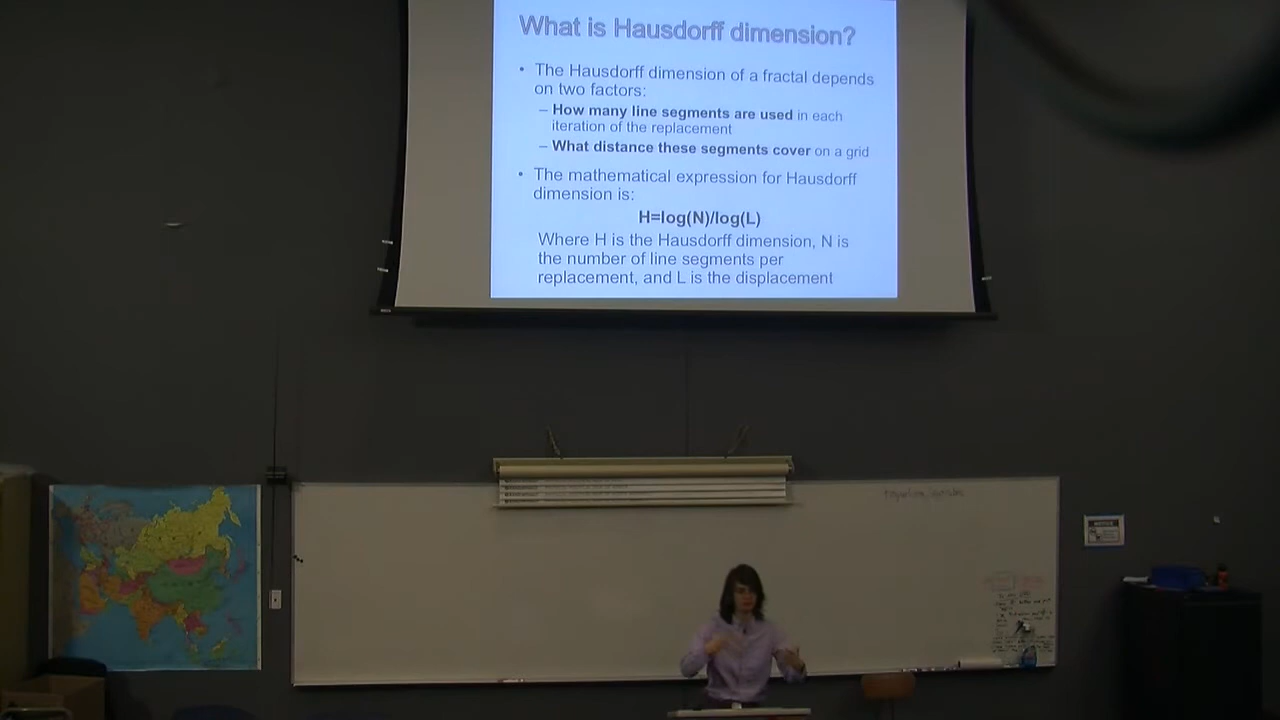 What is Hausdorff dimension?
• The Hausdorff dimension of a fractal depends
on two factors:
– How many line segments are used in each
iteration of the replacement
– What distance these segments cover on a grid
• The mathematical expression for Hausdorff
dimension is:
H=log(N)/log(L)
Where H is the Hausdorff dimension, N is
the number of line segments per
replacement, and L is the displacement
NOTICE